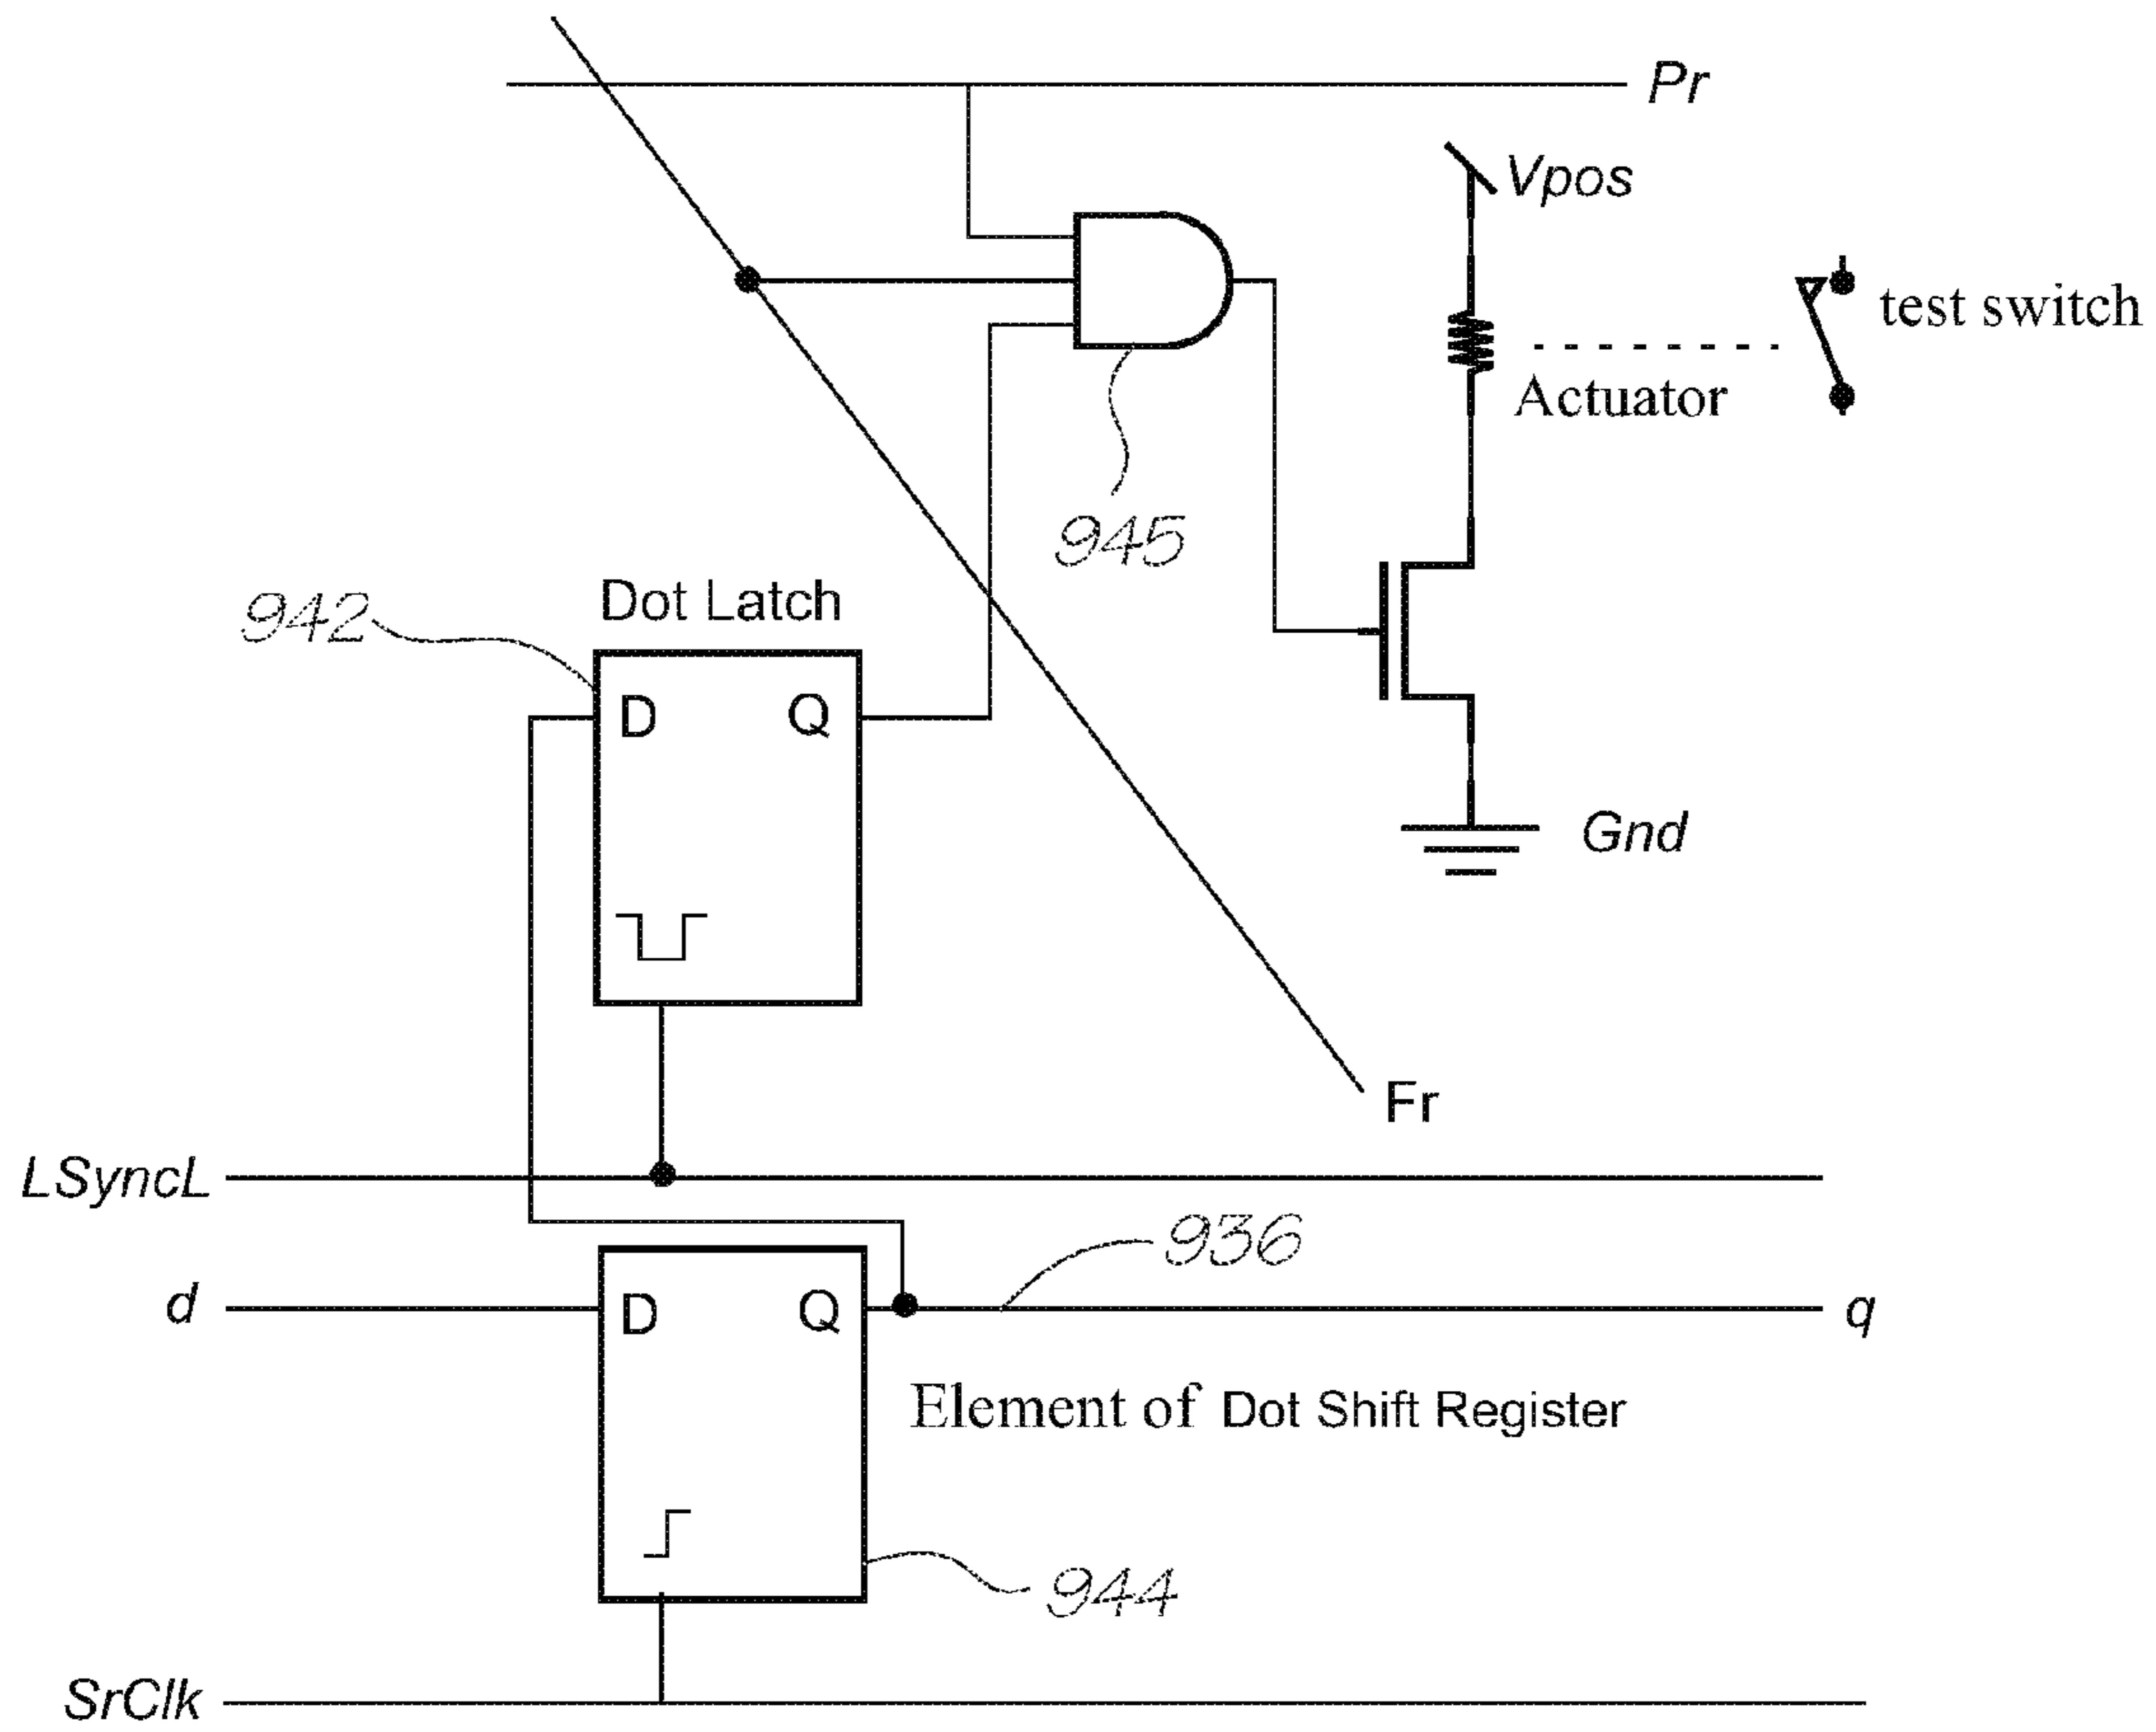 Pr
Vpos
test switch
Actuator
945
942
Dot Latch
D Q
Gnd
Fr
LSyncL
936
d
D Q
q
Element of Dot Shift Register
944
SrClk